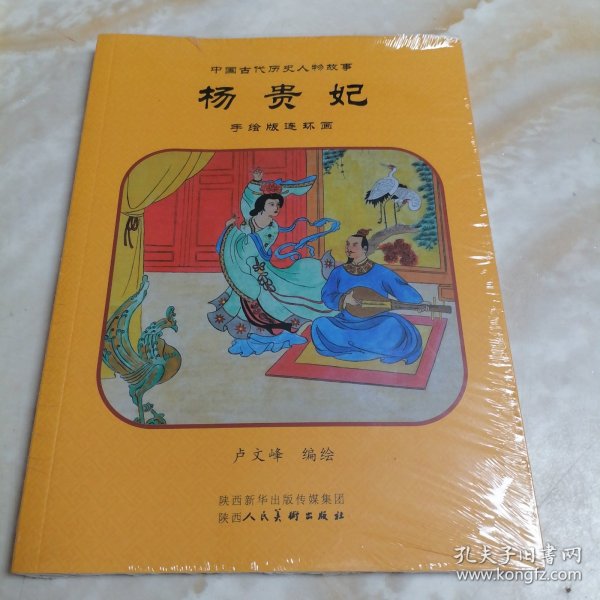 中国古代历史人物故事
杨贵妃
手绘版连环画
卢文峰 编绘
陕西新华出版传媒集团
陕西人民美術出版社
孔夫子旧書网
www.kongfz.com